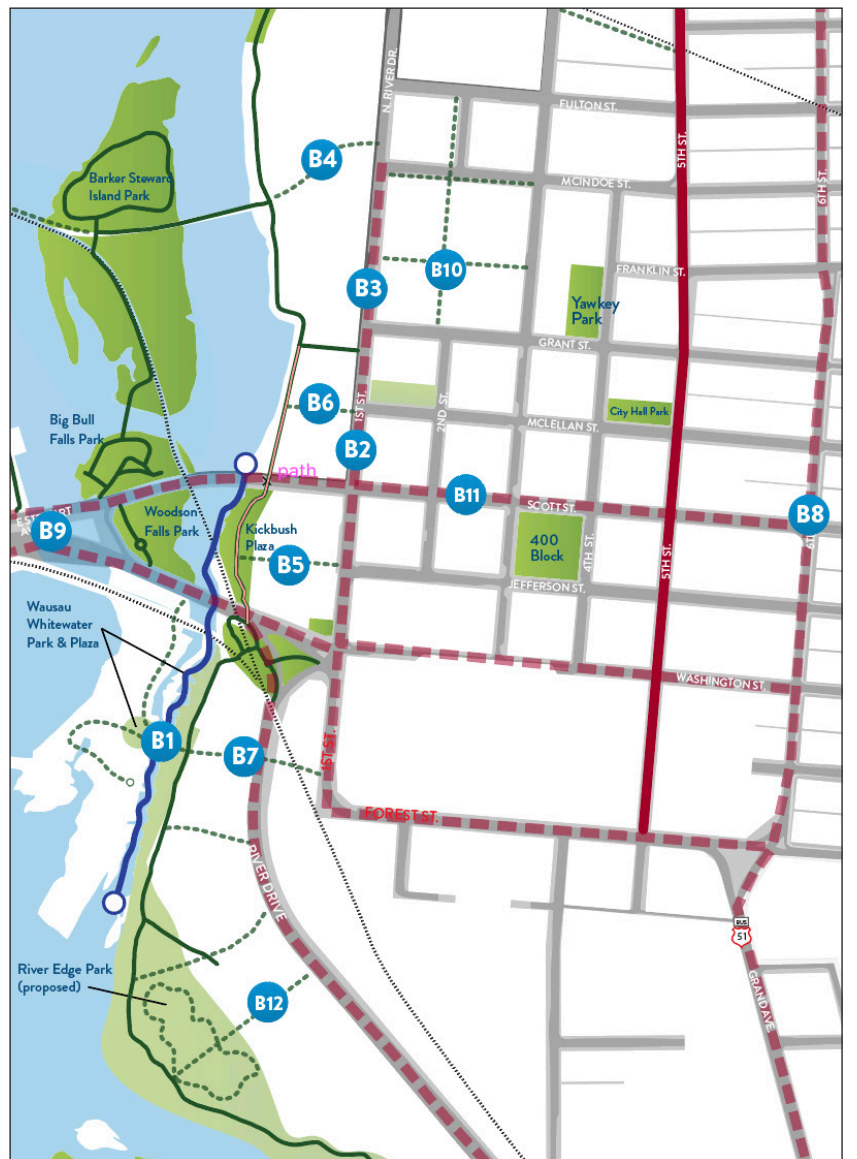 N. RIVER DR.
FULTON ST.
5TH ST.
6TH ST.
B4
MCINDOE ST.
Barker Steward
Island Park
B10
FRANKLIN ST.
B3
Yawkey
Park
GRANT ST.
B6
1ST ST.
2ND ST.
City Hall Park
MCLELLAN ST.
Big Bull
Falls Park
B2
path
B11
SCOTT ST.
B8
Woodson
Falls Park
Kickbush
Plaza
B9
400
Block
4TH ST.
5TH ST.
B5
JEFFERSON ST.
Wausau
Whitewater
Park & Plaza
WASHINGTON ST.
B1
B7
1ST ST.
FOREST ST.
RIVER DRIVE
BUS
51
River Edge Park
(proposed)
B12
GRAND AVE.